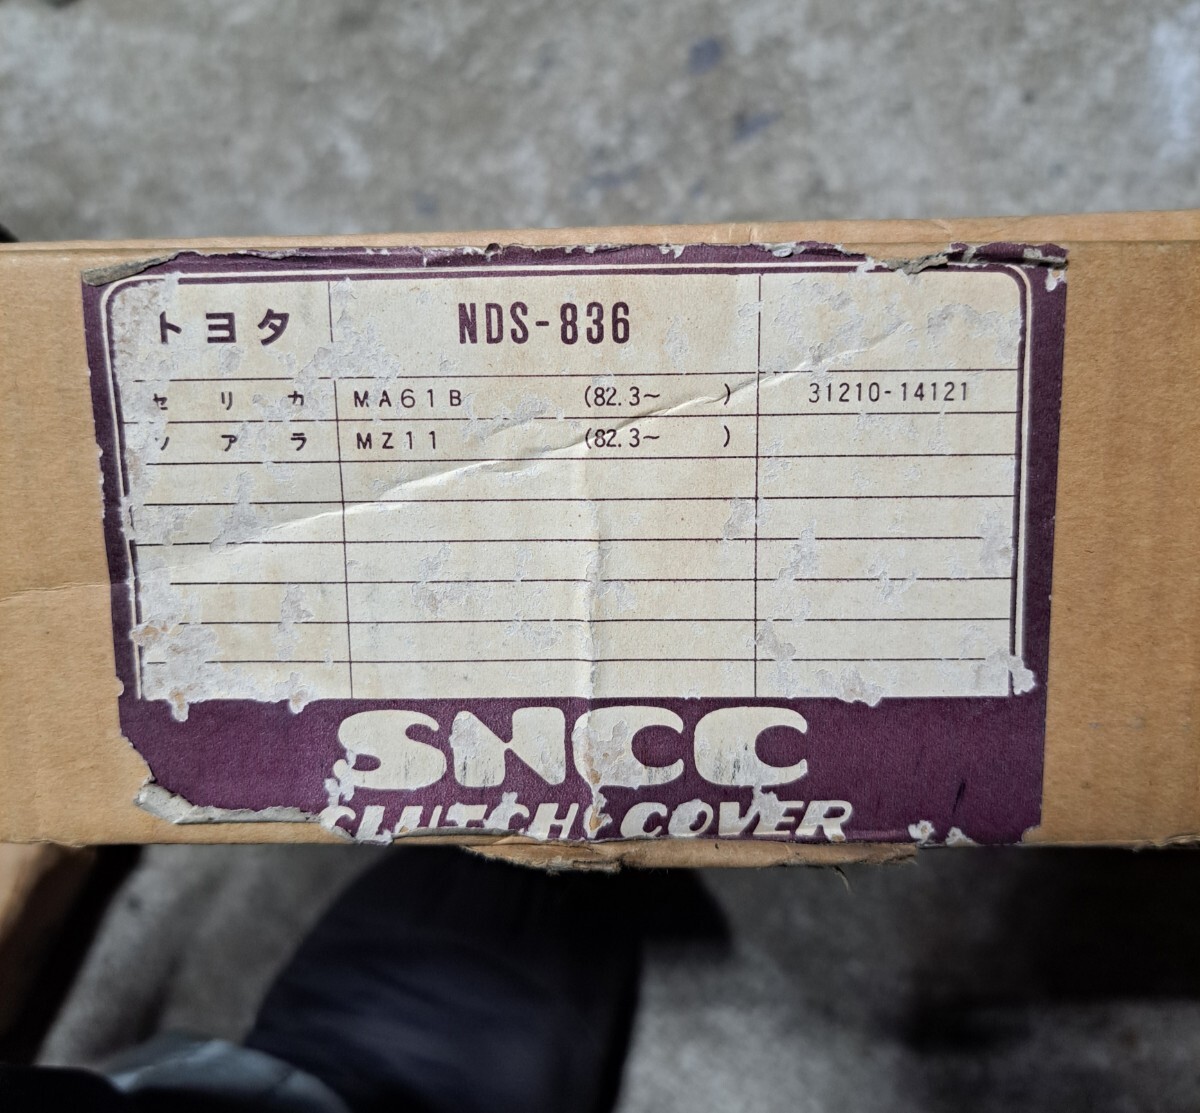 トヨタ NDS-836
セリカ MA61B (82.3~ ) 31210-14121
ソアラ MZ11 (82.3~ )
SNCC
CLUTCH COVER